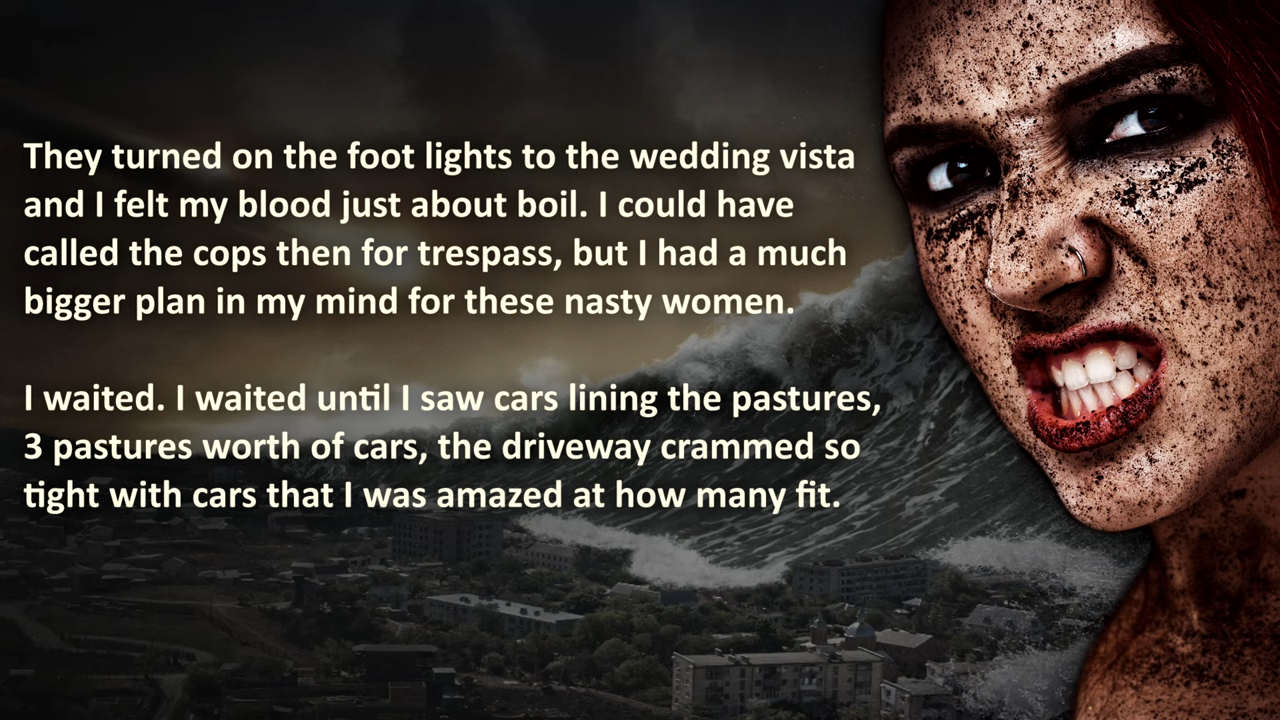 They turned on the foot lights to the wedding vista
and I felt my blood just about boil. I could have
called the cops then for trespass, but I had a much
bigger plan in my mind for these nasty women.
I waited. I waited until I saw cars lining the pastures,
3 pastures worth of cars, the driveway crammed so
tight with cars that I was amazed at how many fit.